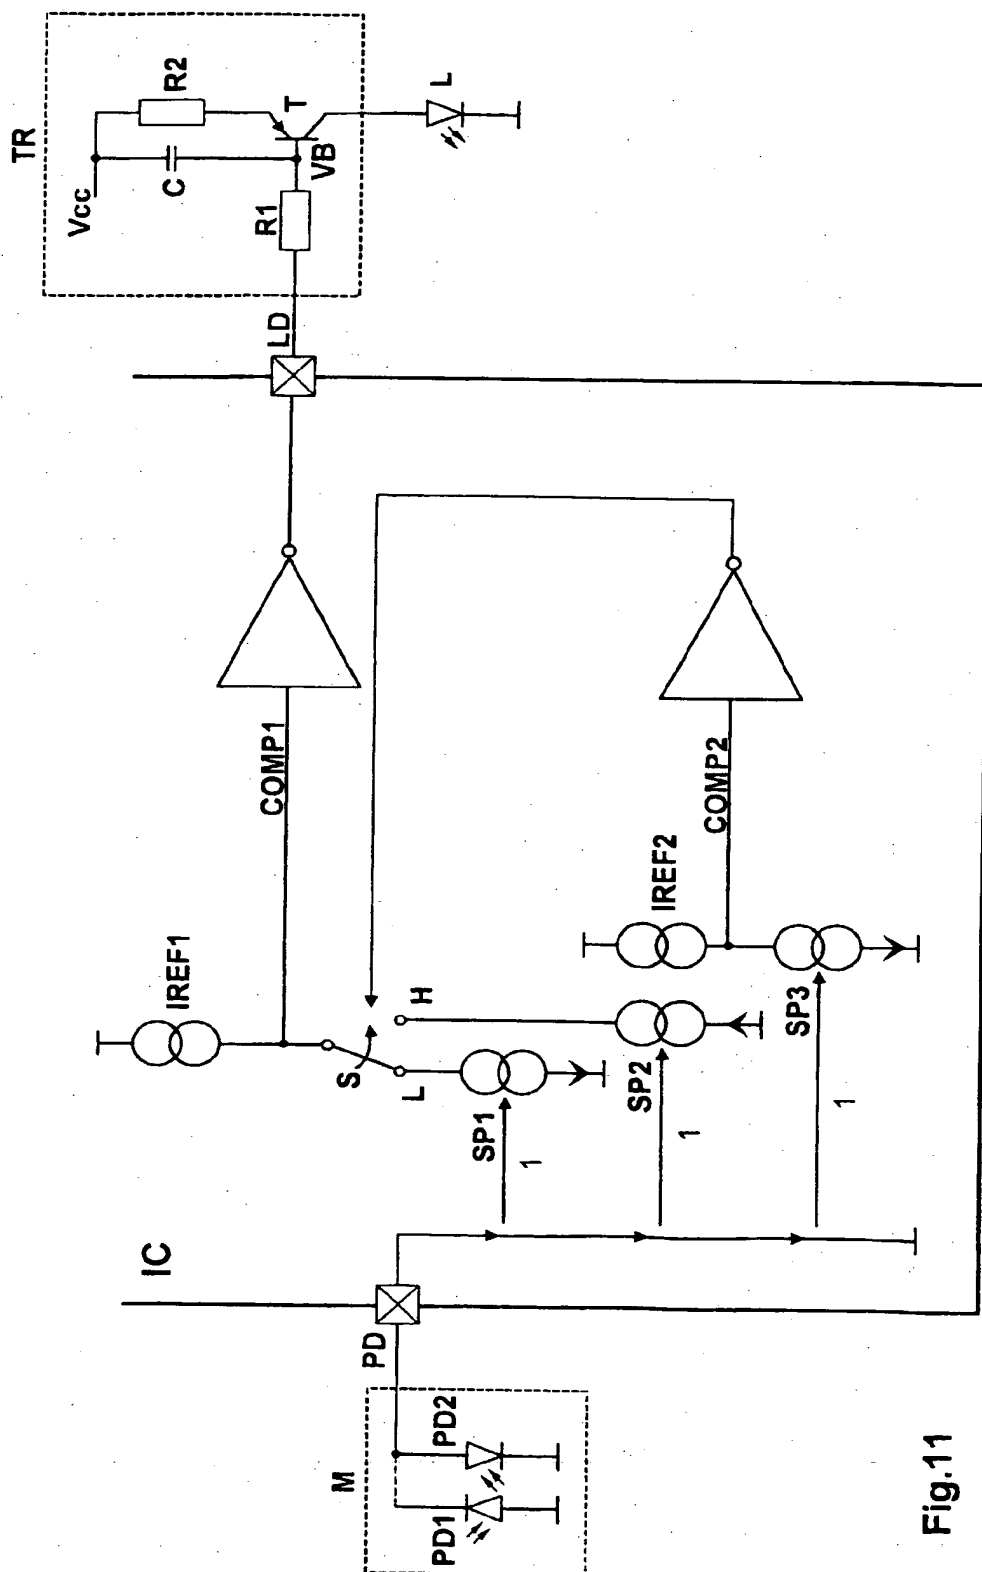 TR
Vcc
R2
C
T
VB
R1
L
LD
COMP1
IREF1
S
L
H
SP1
1
SP2
1
SP3
1
IREF2
COMP2
IC
PD
M
PD1
PD2
Fig.11